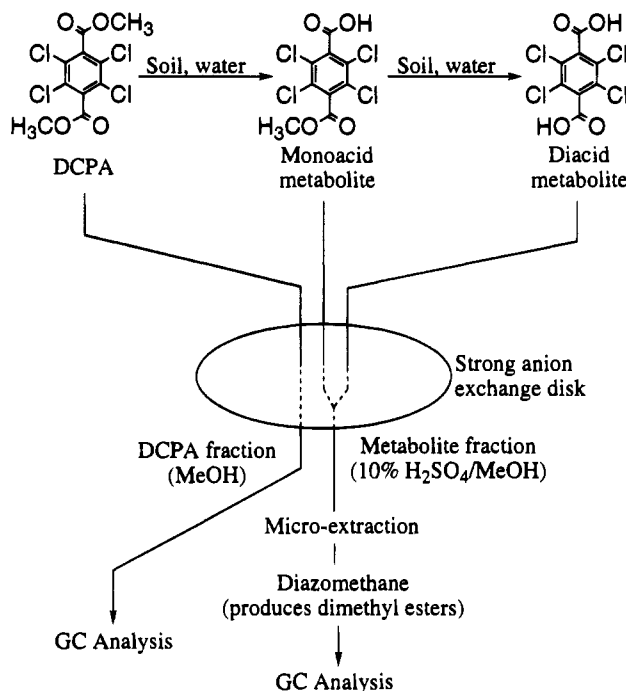 OCH3 OH OH
O O O
Cl Cl Soil, water Cl Cl Soil, water Cl Cl
Cl Cl Cl Cl Cl Cl
H3CO O H3CO O HO O
DCPA
Monoacid
metabolite
Diacid
metabolite
Strong anion
exchange disk
DCPA fraction
(MeOH)
Metabolite fraction
(10% H2SO4/MeOH)
Micro-extraction
Diazomethane
(produces dimethyl esters)
GC Analysis
GC Analysis